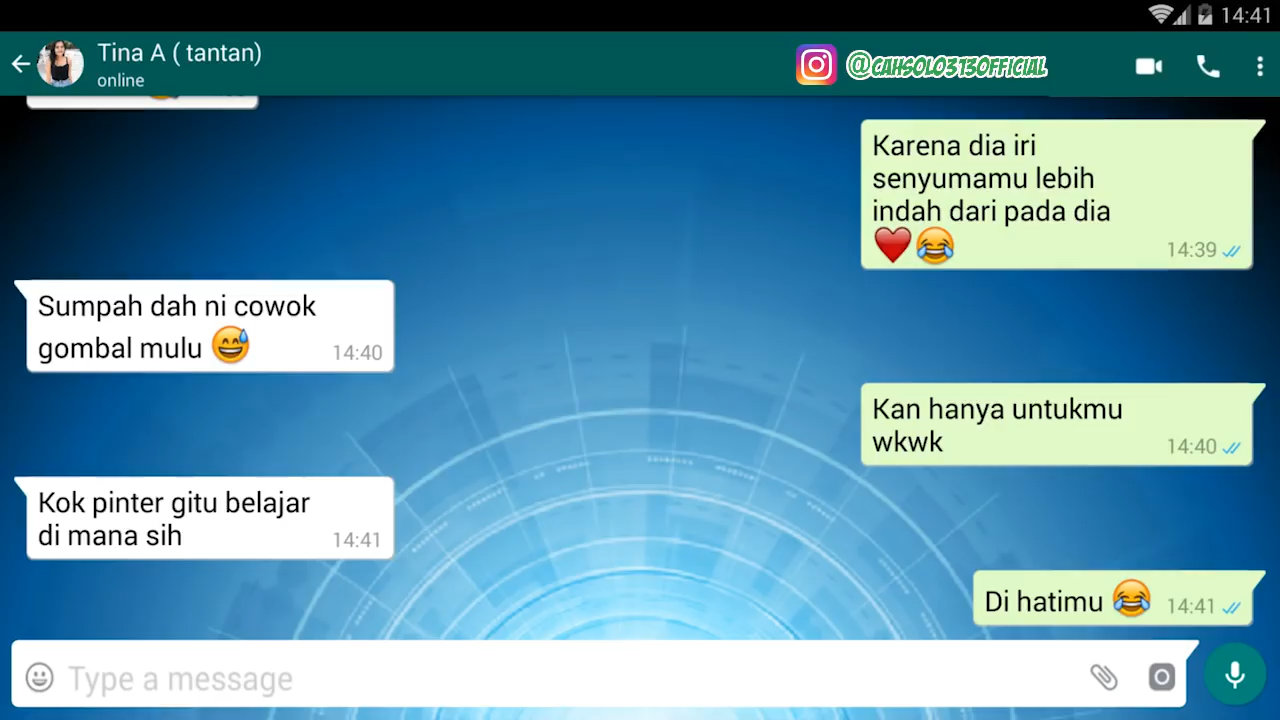 14:41
Tina A ( tantan)
online
@CAHSOLO313OFFICIAL
Karena dia iri
senyumamu lebih
indah dari pada dia
❤️😂
14:39
Sumpah dah ni cowok
gombal mulu 😅
14:40
Kan hanya untukmu
wkwk
14:40
Kok pinter gitu belajar
di mana sih
14:41
Di hatimu 😂 14:41
Type a message